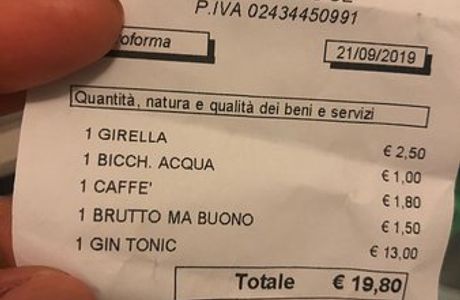 P.IVA 02434450991
oforma
21/09/2019
Quantità, natura e qualità dei beni e servizi
1 GIRELLA € 2,50
1 BICCH. ACQUA € 1,00
1 CAFFE' € 1,80
1 BRUTTO MA BUONO € 1,50
1 GIN TONIC € 13,00
Totale € 19,80